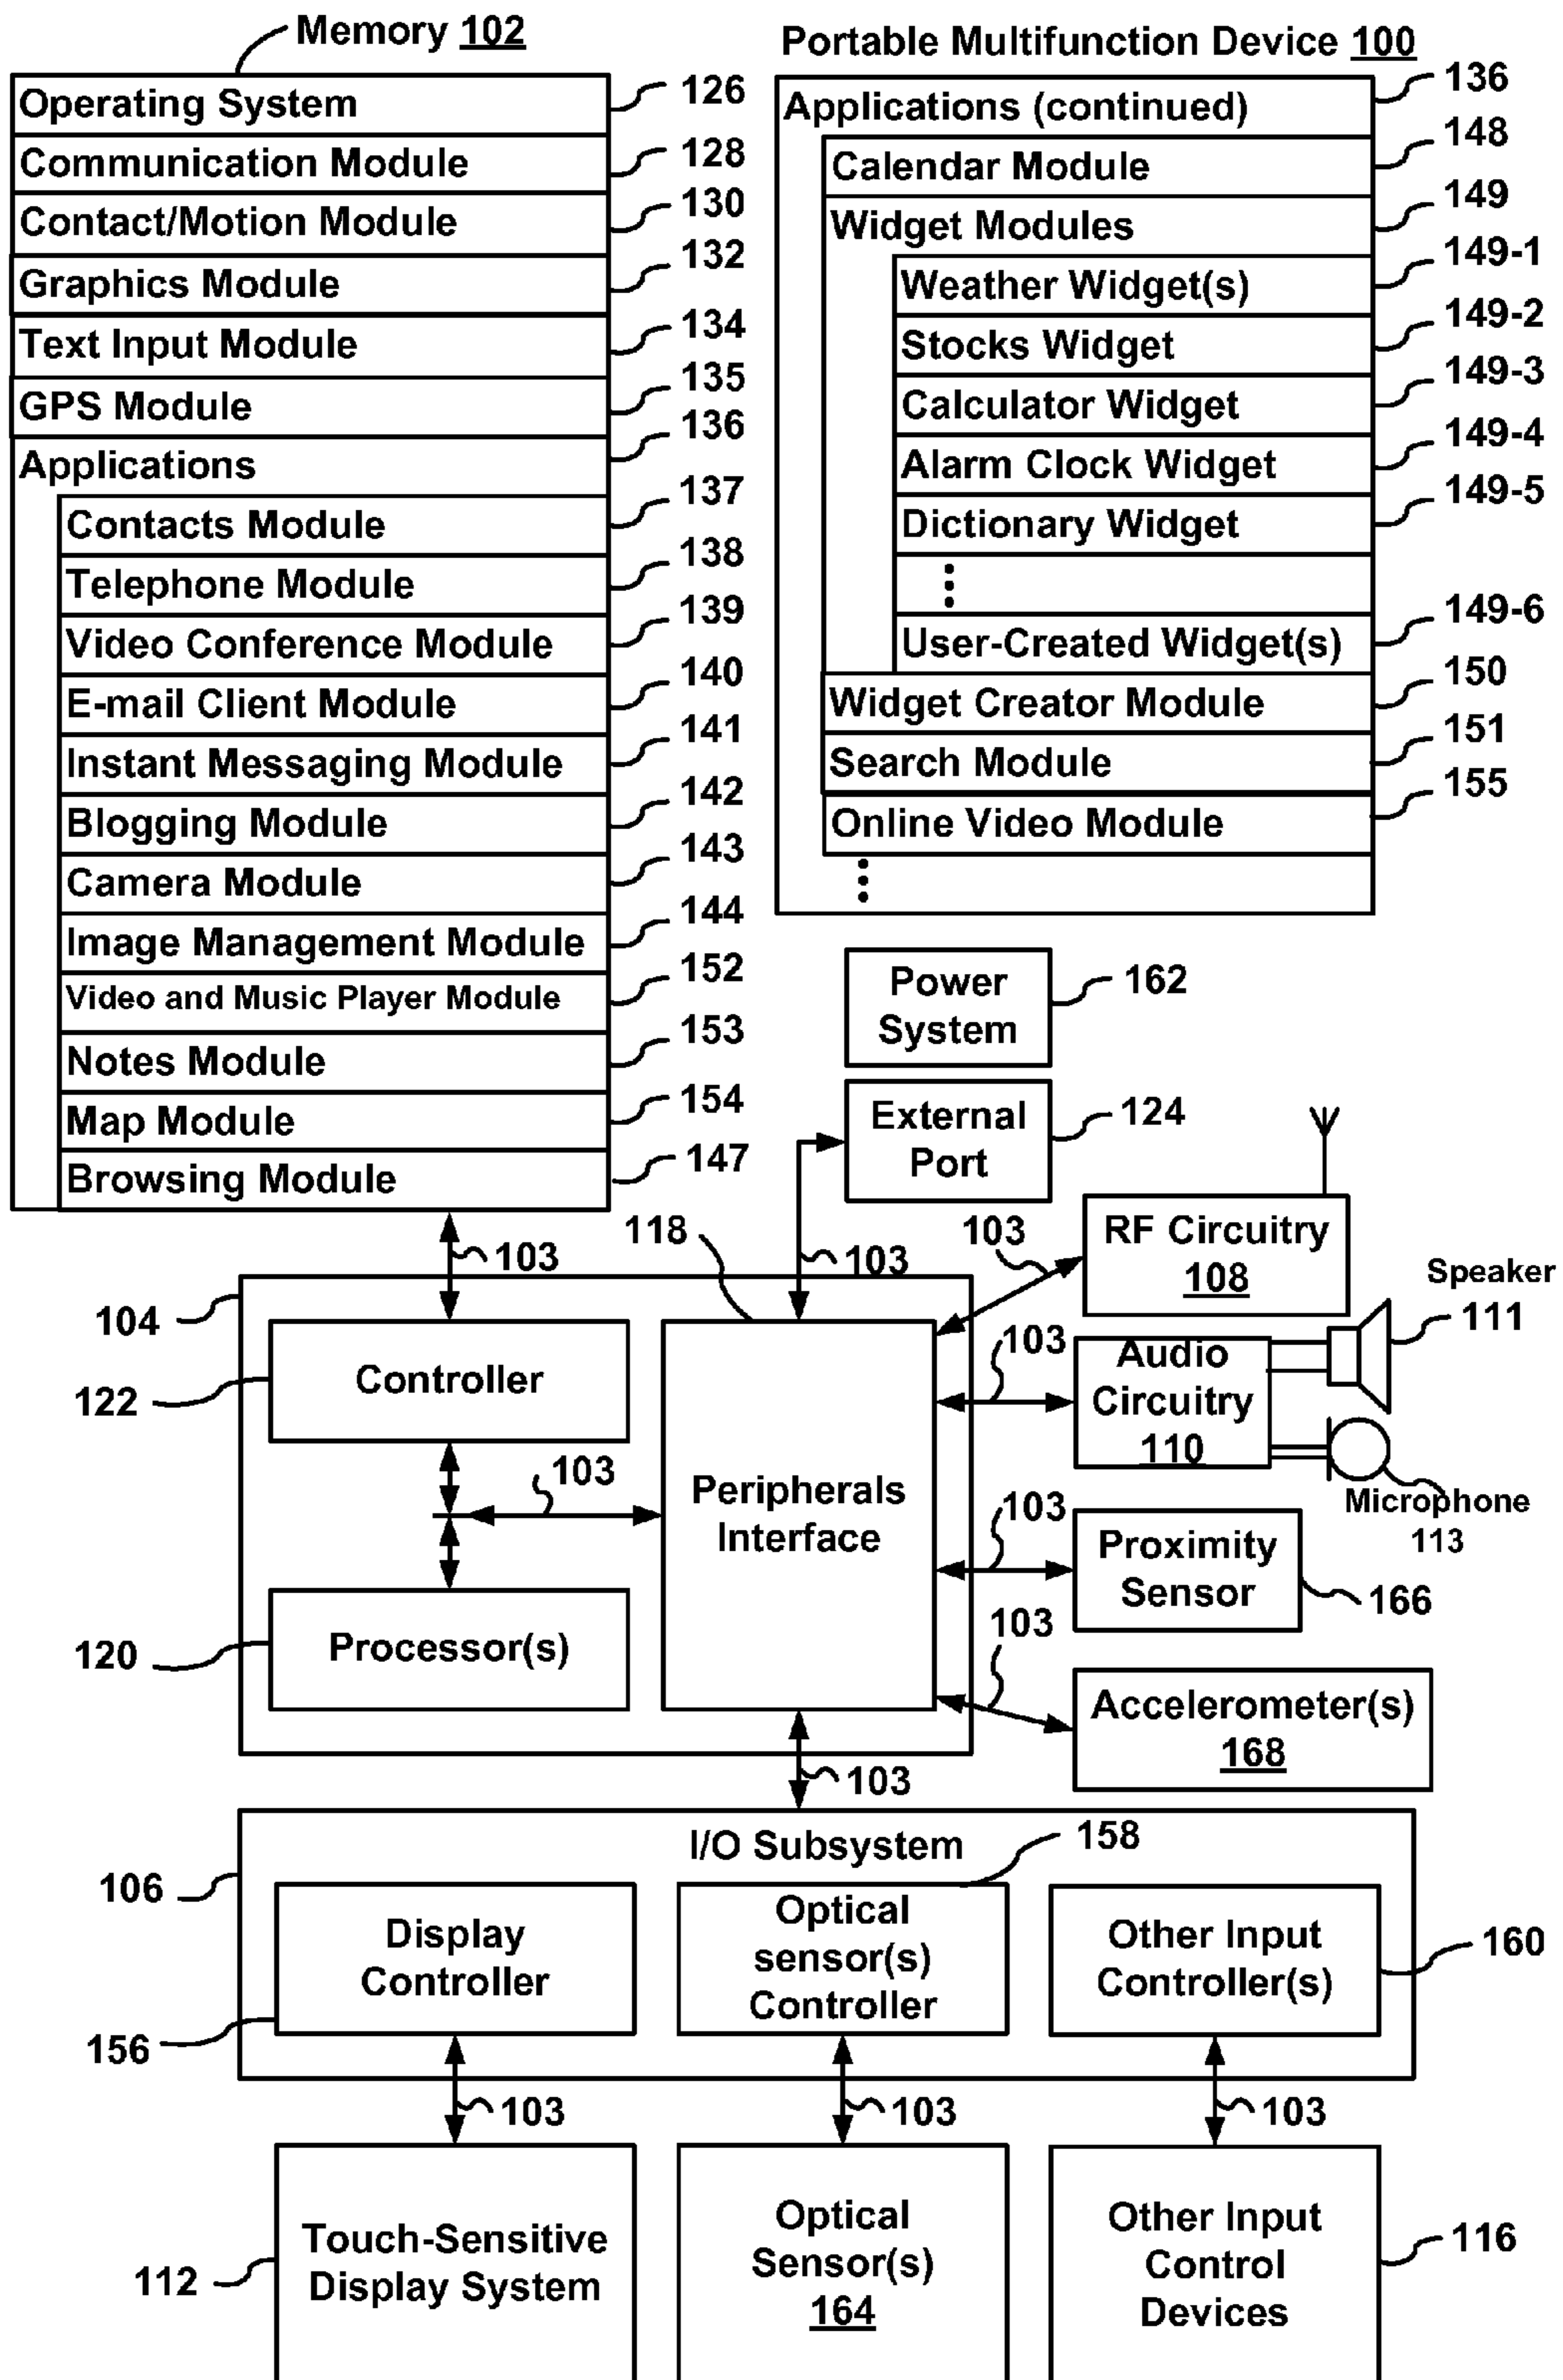 Memory 102
Operating System 126
Communication Module 128
Contact/Motion Module 130
Graphics Module 132
Text Input Module 134
GPS Module 135
Applications 136
Contacts Module 137
Telephone Module 138
Video Conference Module 139
E-mail Client Module 140
Instant Messaging Module 141
Blogging Module 142
Camera Module 143
Image Management Module 144
Video and Music Player Module 152
Notes Module 153
Map Module 154
Browsing Module 147
Portable Multifunction Device 100
Applications (continued) 136
Calendar Module 148
Widget Modules 149
Weather Widget(s) 149-1
Stocks Widget 149-2
Calculator Widget 149-3
Alarm Clock Widget 149-4
Dictionary Widget 149-5
User-Created Widget(s) 149-6
Widget Creator Module 150
Search Module 151
Online Video Module 155
Power
System
162
External
Port
124
103
118
103
103
RF Circuitry
108
Speaker
111
104
Controller
122
103
Audio
Circuitry
110
Microphone
113
103
Peripherals
Interface
103
Proximity
Sensor
166
Processor(s)
120
103
Accelerometer(s)
168
103
I/O Subsystem
106
158
Display
Controller
156
Optical
sensor(s)
Controller
Other Input
Controller(s)
160
103
103
103
Touch-Sensitive
Display System
112
Optical
Sensor(s)
164
Other Input
Control
Devices
116